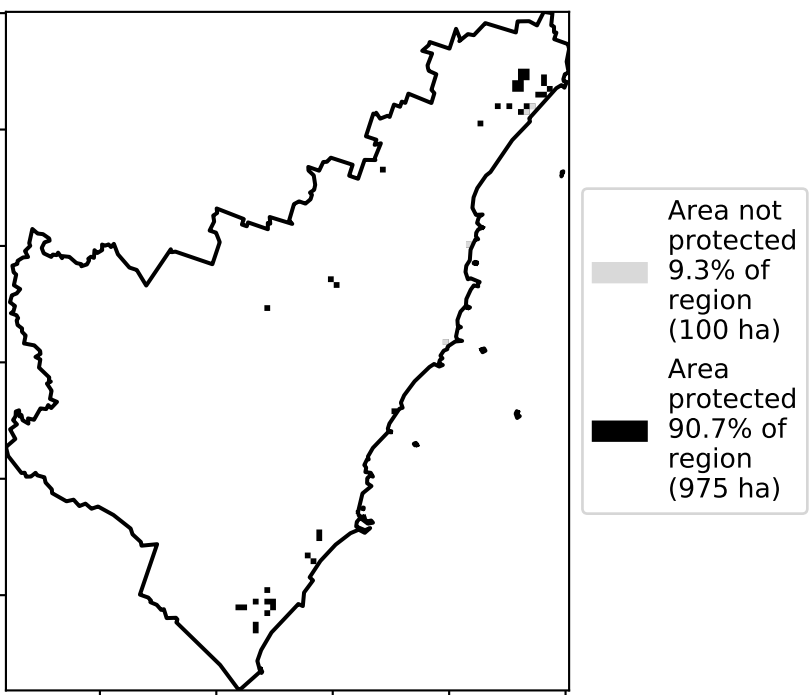 Area not
protected
9.3% of
region
(100 ha)
Area
protected
90.7% of
region
(975 ha)